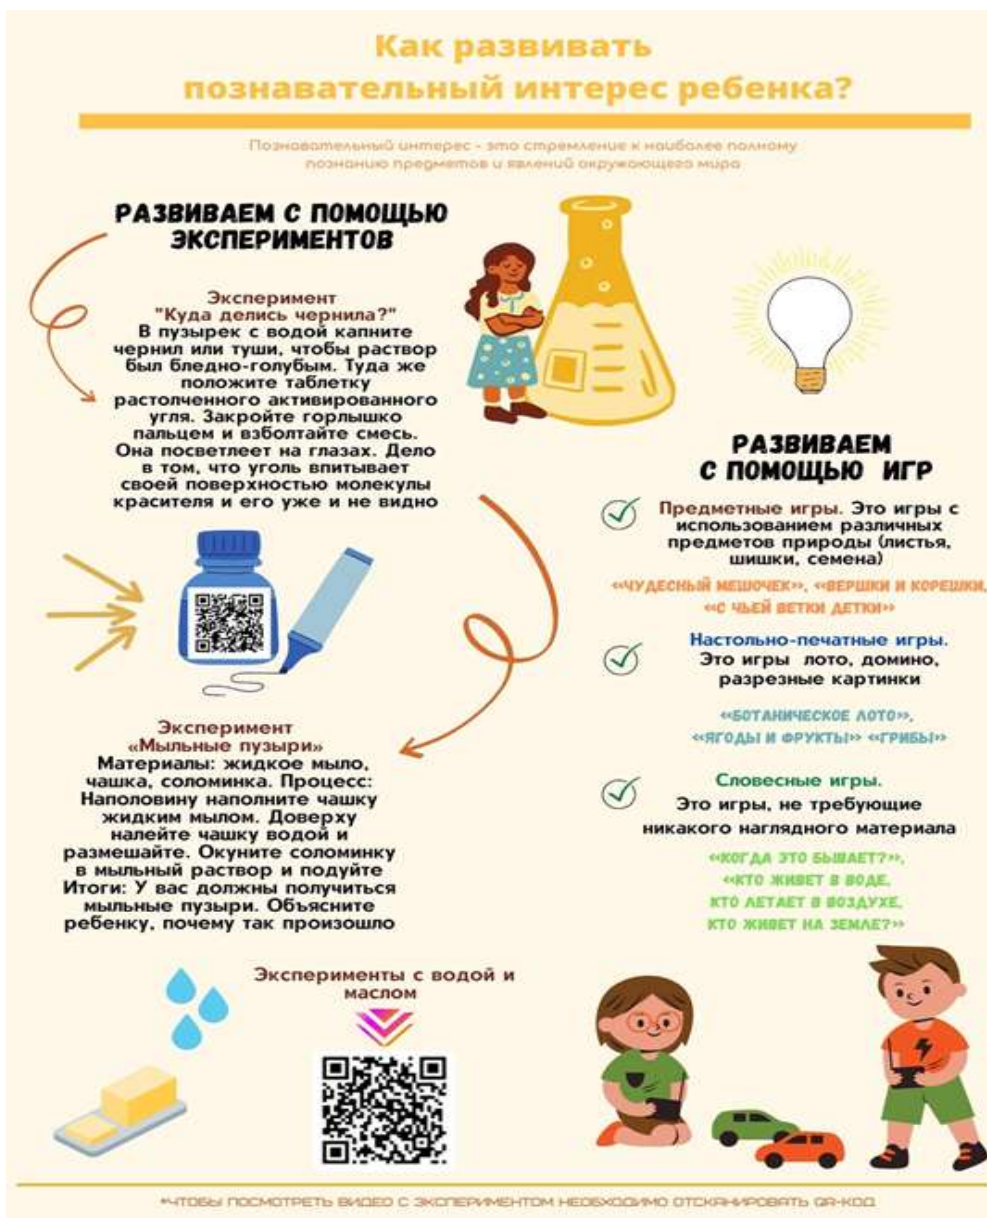 Как развивать
познавательный интерес ребенка?
Познавательный интерес - это стремление к наиболее полному
познанию предметов и явлений окружающего мира
РАЗВИВАЕМ С ПОМОЩЬЮ
ЭКСПЕРИМЕНТОВ
Эксперимент
"Куда делись чернила?"
В пузырек с водой капните
чернил или туши, чтобы раствор
был бледно-голубым. Туда же
положите таблетку
растолченного активированного
угля. Закройте горлышко
пальцем и взболтайте смесь.
Она посветлеет на глазах. Дело
в том, что уголь впитывает
своей поверхностью молекулы
красителя и его уже и не видно
Эксперимент
«Мыльные пузыри»
Материалы: жидкое мыло,
чашка, соломинка. Процесс:
Наполовину наполните чашку
жидким мылом. Доверху
налейте чашку водой и
размешайте. Окуните соломинку
в мыльный раствор и подуйте
Итоги: У вас должны получиться
мыльные пузыри. Объясните
ребенку, почему так произошло
Эксперименты с водой и
маслом
РАЗВИВАЕМ
С ПОМОЩЬЮ ИГР
Предметные игры. Это игры с
использованием различных
предметов природы (листья,
шишки, семена)
«ЧУДЕСНЫЙ МЕШОЧЕК», «ВЕРШКИ И КОРЕШКИ,
«С ЧЬЕЙ ВЕТКИ ДЕТКИ»
Настольно-печатные игры.
Это игры лото, домино,
разрезные картинки
«БОТАНИЧЕСКОЕ ЛОТО»,
«ЯГОДЫ И ФРУКТЫ» «ГРИБЫ»
Словесные игры.
Это игры, не требующие
никакого наглядного материала
«КОГДА ЭТО БЫВАЕТ?»,
«КТО ЖИВЕТ В ВОДЕ,
КТО ЛЕТАЕТ В ВОЗДУХЕ,
КТО ЖИВЕТ НА ЗЕМЛЕ?»
*ЧТОБЫ ПОСМОТРЕТЬ ВИДЕО С ЭКСПЕРИМЕНТОМ НЕОБХОДИМО ОТСКАНИРОВАТЬ QR-КОД